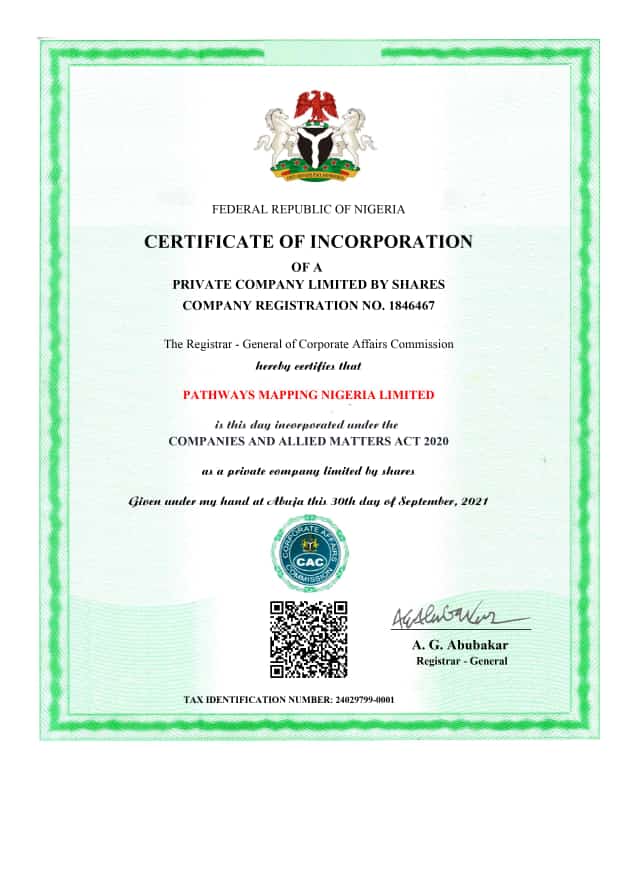 FEDERAL REPUBLIC OF NIGERIA
CERTIFICATE OF INCORPORATION
OF A
PRIVATE COMPANY LIMITED BY SHARES
COMPANY REGISTRATION NO. 1846467
The Registrar - General of Corporate Affairs Commission
hereby certifies that
PATHWAYS MAPPING NIGERIA LIMITED
is this day incorporated under the
COMPANIES AND ALLIED MATTERS ACT 2020
as a private company limited by shares
Given under my hand at Abuja this 30th day of September, 2021
CORPORATE AFFAIRS
CAC
COMMISSION
A. G. Abubakar
Registrar - General
TAX IDENTIFICATION NUMBER: 24029799-0001